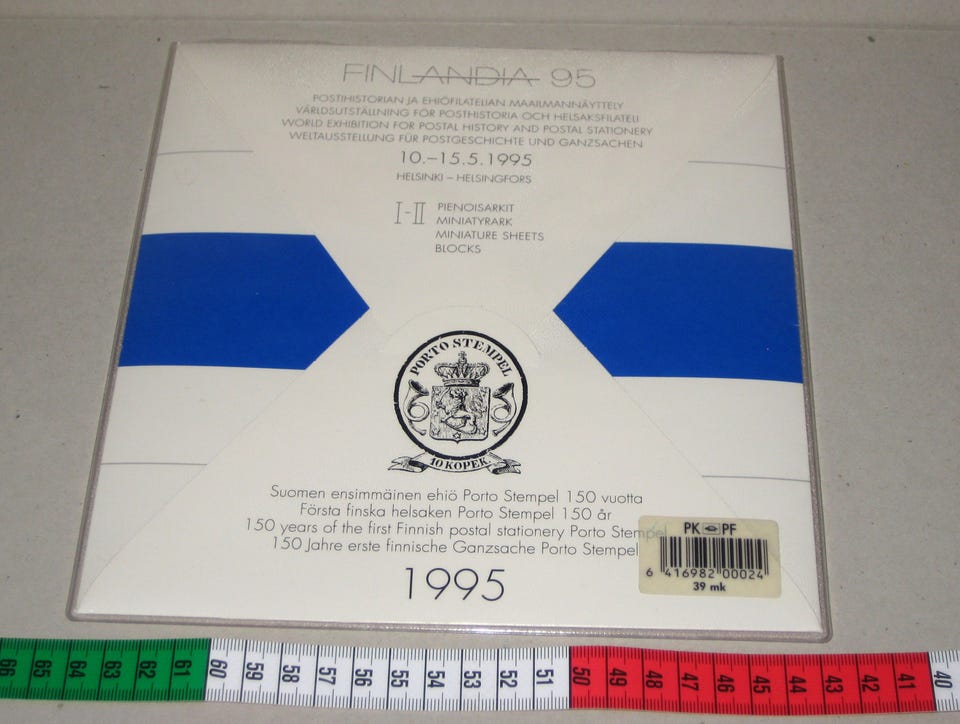 FINLANDIA 95
POSTIHISTORIAN JA EHIÖFILATELIAN MAAILMANNÄYTTELY
VÄRLDSUTSTÄLLNING FÖR POSTHISTORIA OCH HELSAKSFILATELI
WORLD EXHIBITION FOR POSTAL HISTORY AND POSTAL STATIONERY
WELTAUSSTELLUNG FÜR POSTGESCHICHTE UND GANZSACHEN
10.–15.5.1995
HELSINKI – HELSINGFORS
I-II
PIENOISARKIT
MINIATYRARK
MINIATURE SHEETS
BLOCKS
PORTO STEMPEL
10 KOPEK.
Suomen ensimmäinen ehiö Porto Stempel 150 vuotta
Första finska helsaken Porto Stempel 150 år
150 years of the first Finnish postal stationery Porto Stempel
150 Jahre erste finnische Ganzsache Porto Stempel
1995
PK PF
6 416982 00024
39 mk
66 65 64 63 62 61 60 59 58 57 56 55 54 53 52 51 50 49 48 47 46 45 44 43 42 41 40